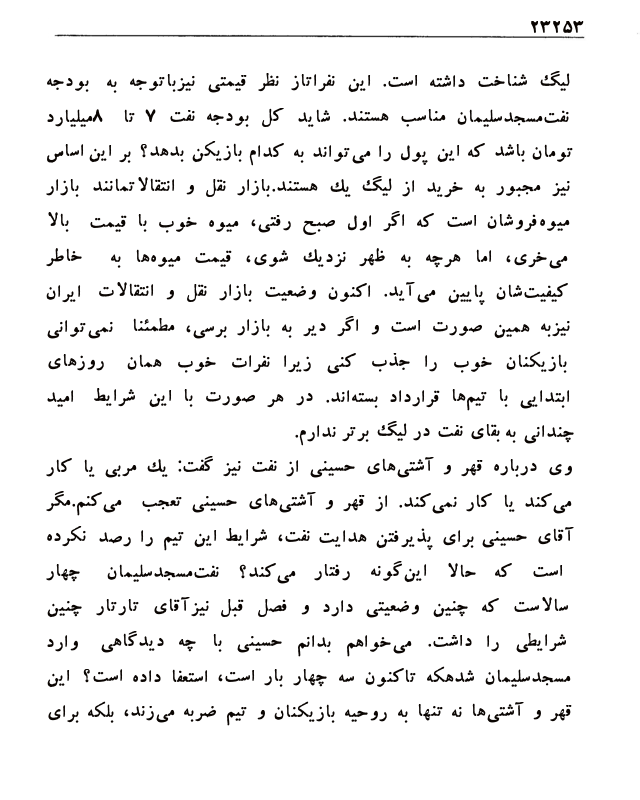 ۲۳۲۵۳
لیگ شناخت داشته است. این نفراتاز نظر قیمتی نیزباتوجه به بودجه
نفت‌مسجدسلیمان مناسب هستند. شاید کل بودجه نفت ۷ تا ۸میلیارد
تومان باشد که این پول را می‌تواند به کدام بازیکن بدهد؟ بر این اساس
نیز مجبور به خرید از لیگ یك هستند.بازار نقل و انتقالاتمانند بازار
میوه‌فروشان است که اگر اول صبح رفتی، میوه خوب با قیمت بالا
می‌خری، اما هرچه به ظهر نزدیك شوی، قیمت میوه‌ها به خاطر
کیفیت‌شان پایین می‌آید. اکنون وضعیت بازار نقل و انتقالات ایران
نیزبه همین صورت است و اگر دیر به بازار برسی، مطمئنا نمی‌توانی
بازیکنان خوب را جذب کنی زیرا نفرات خوب همان روزهای
ابتدایی با تیم‌ها قرارداد بسته‌اند. در هر صورت با این شرایط امید
چندانی به بقای نفت در لیگ برتر ندارم.
وی درباره قهر و آشتی‌های حسینی از نفت نیز گفت: یك مربی یا کار
می‌کند یا کار نمی‌کند. از قهر و آشتی‌های حسینی تعجب می‌کنم.مگر
آقای حسینی برای پذیرفتن هدایت نفت، شرایط این تیم را رصد نکرده
است که حالا این‌گونه رفتار می‌کند؟ نفت‌مسجدسلیمان چهار
سالاست که چنین وضعیتی دارد و فصل قبل نیزآقای تارتار چنین
شرایطی را داشت. می‌خواهم بدانم حسینی با چه دیدگاهی وارد
مسجدسلیمان شدهکه تاکنون سه چهار بار است، استعفا داده است؟ این
قهر و آشتی‌ها نه تنها به روحیه بازیکنان و تیم ضربه می‌زند، بلکه برای